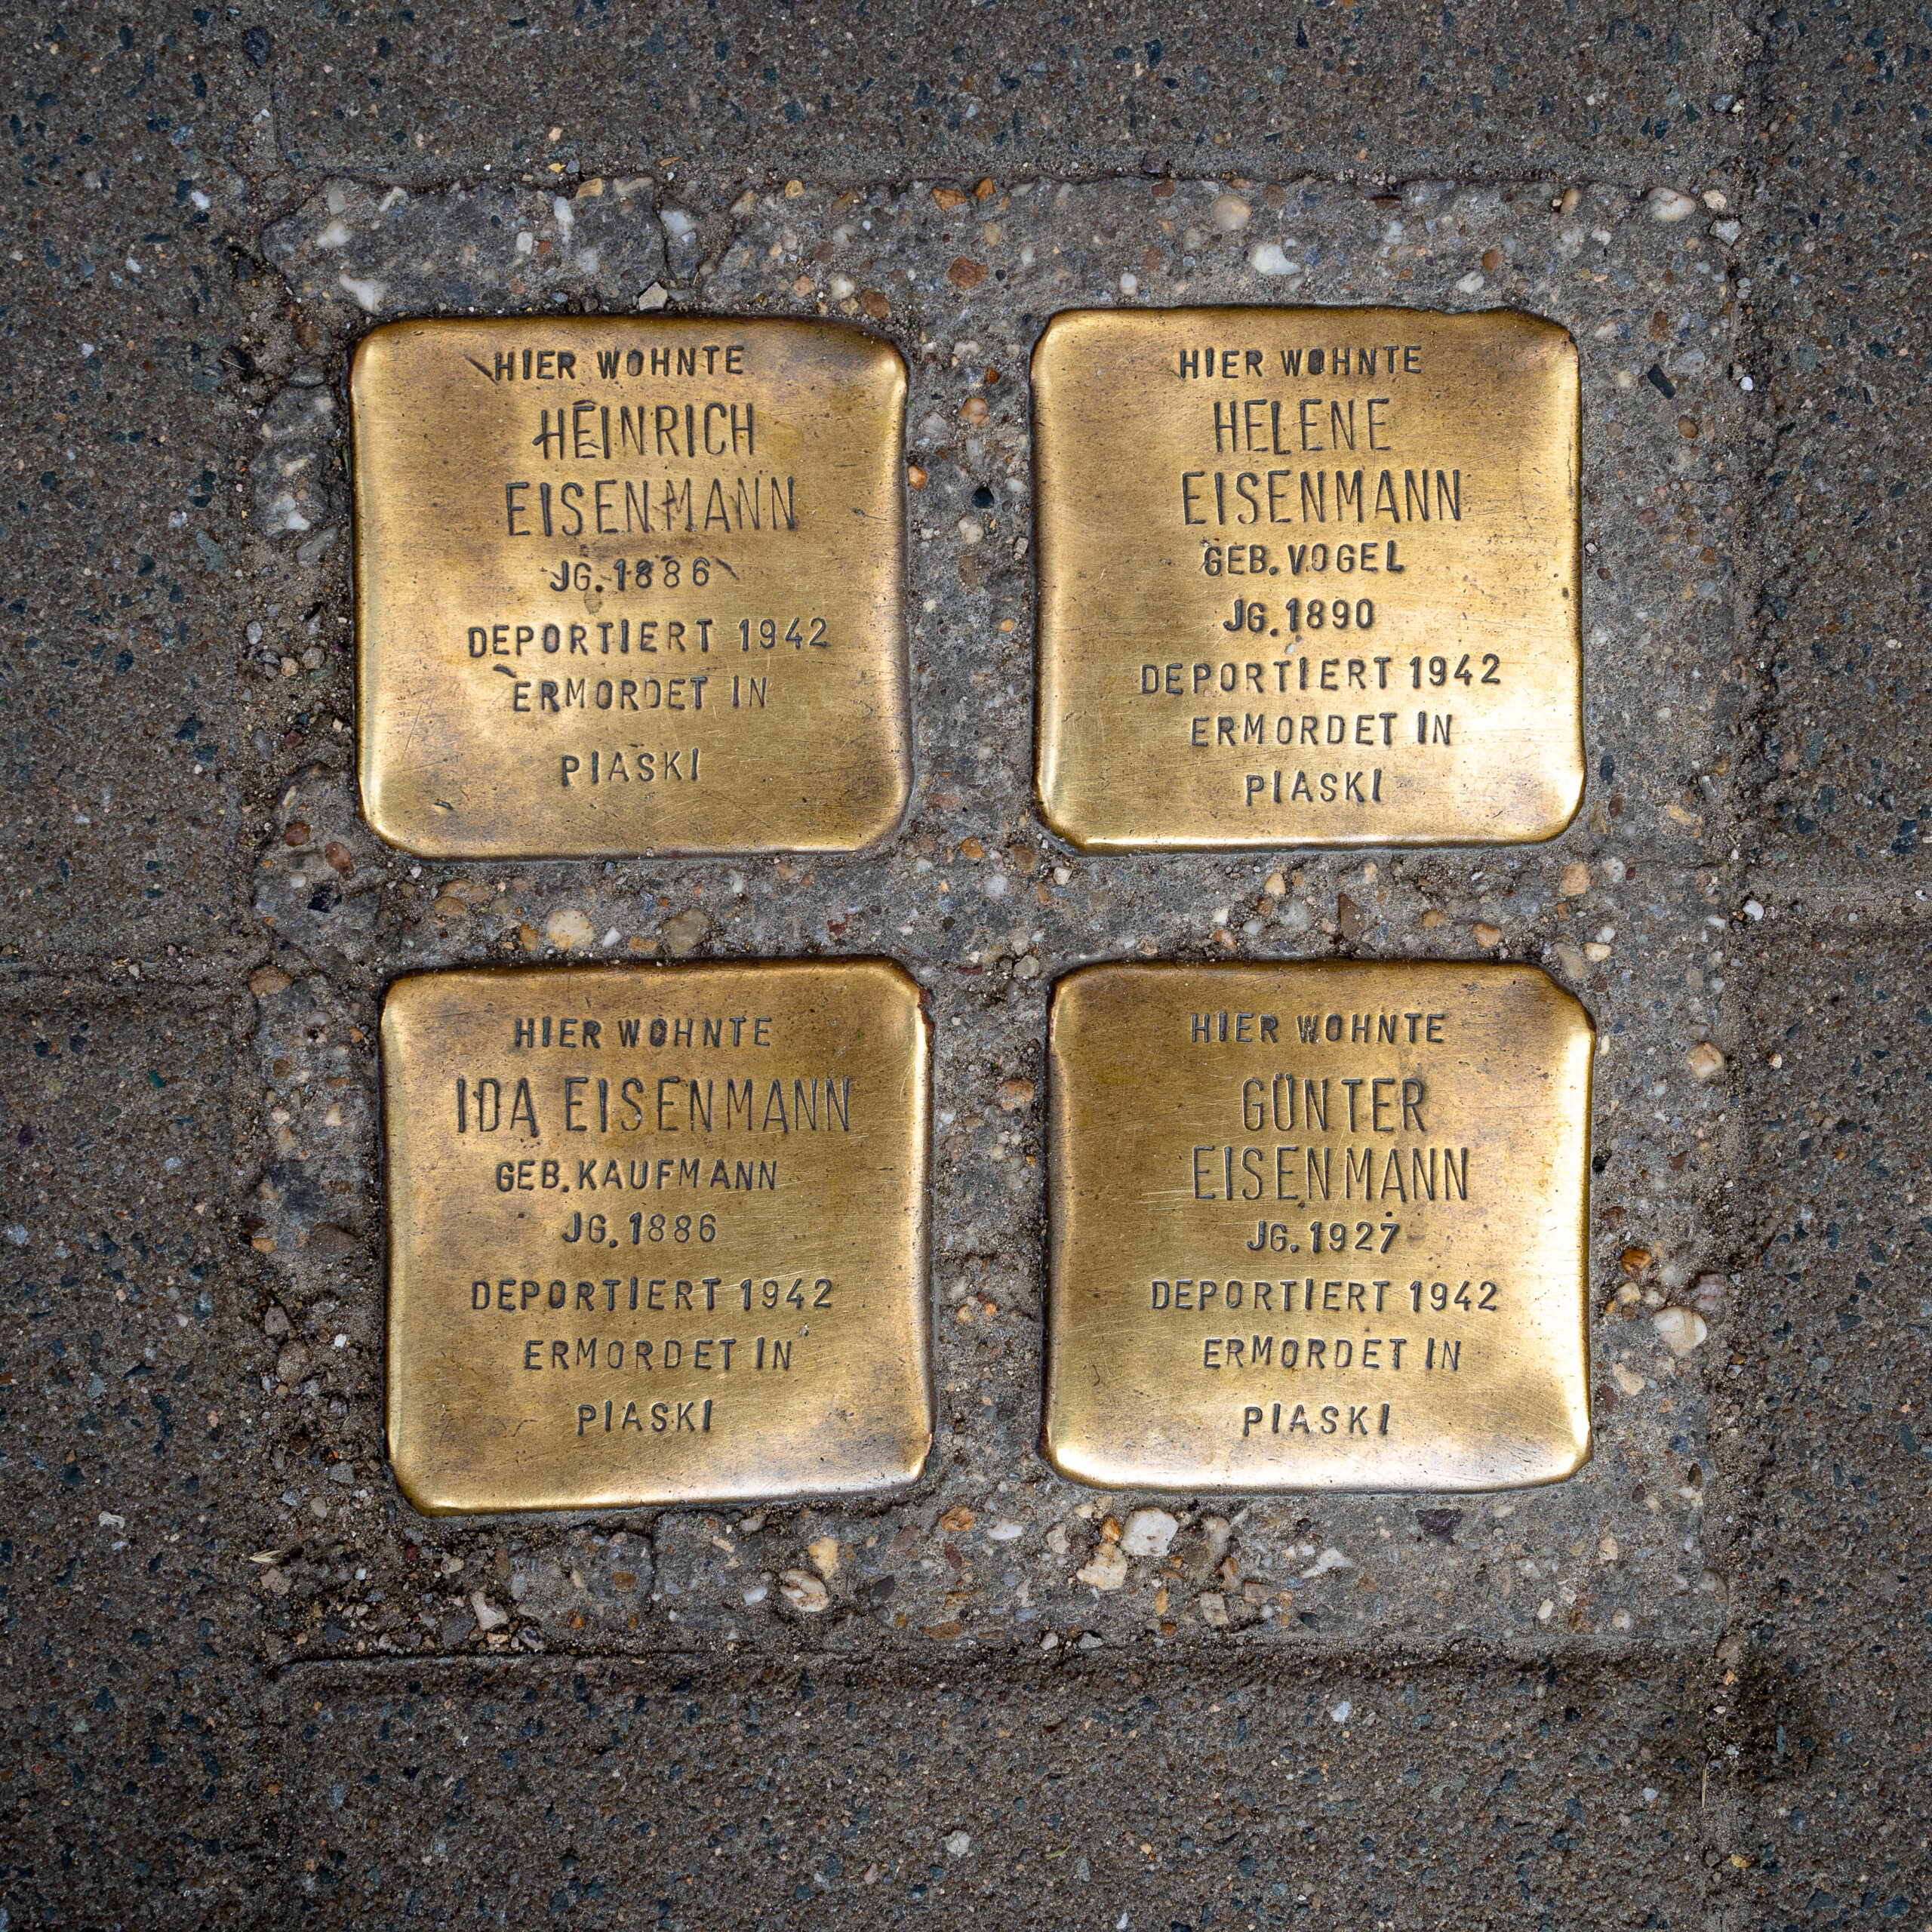 HIER WOHNTE
HEINRICH
EISENMANN
JG. 1886
DEPORTIERT 1942
ERMORDET IN
PIASKI
HIER WOHNTE
HELENE
EISENMANN
GEB. VOGEL
JG. 1890
DEPORTIERT 1942
ERMORDET IN
PIASKI
HIER WOHNTE
IDA EISENMANN
GEB. KAUFMANN
JG. 1886
DEPORTIERT 1942
ERMORDET IN
PIASKI
HIER WOHNTE
GÜNTER
EISENMANN
JG. 1927
DEPORTIERT 1942
ERMORDET IN
PIASKI